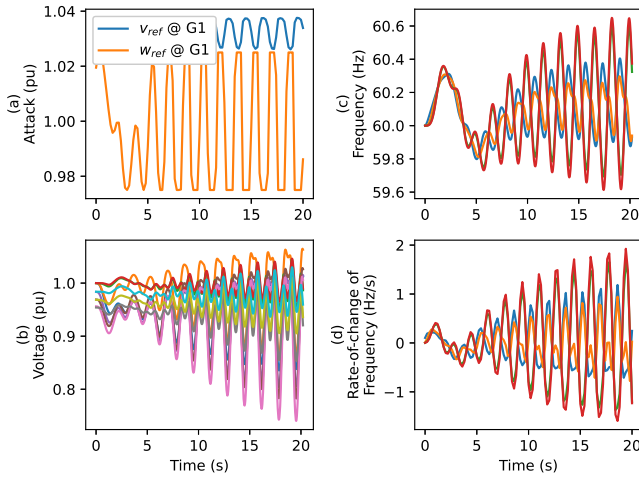 v_ref @ G1
w_ref @ G1
(a)
Attack (pu)
1.04
1.02
1.00
0.98
0 5 10 15 20
(c)
Frequency (Hz)
60.6
60.4
60.2
60.0
59.8
59.6
0 5 10 15 20
(b)
Voltage (pu)
1.0
0.9
0.8
0 5 10 15 20
Time (s)
(d)
Rate-of-change of
Frequency (Hz/s)
2
1
0
−1
0 5 10 15 20
Time (s)